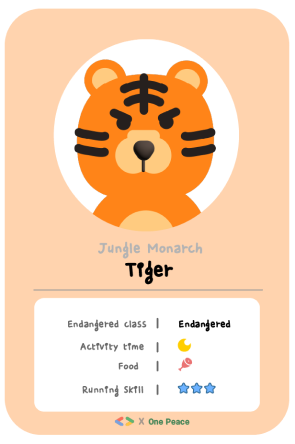 Jungle Monarch
Tiger
Endangered class | Endangered
Activity time |
Food |
Running Skill |
X One Peace